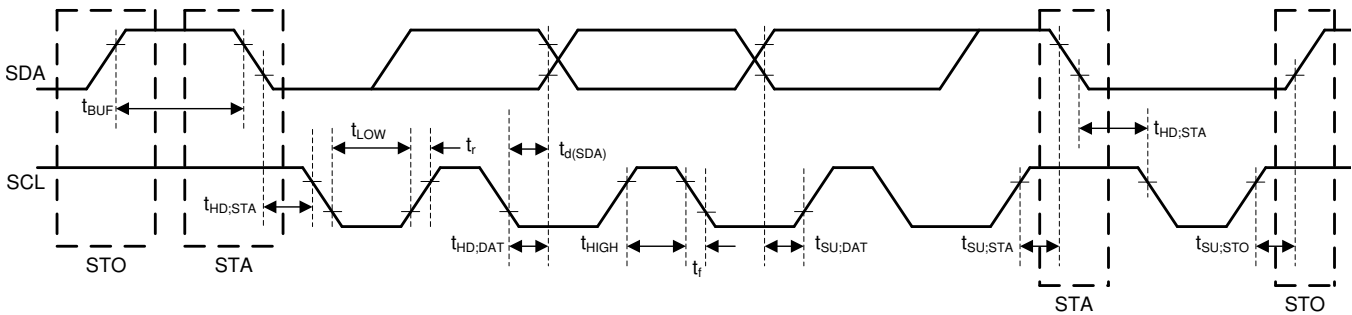 SDA
t_BUF
t_LOW
t_r
t_d(SDA)
t_HD;STA
SCL
t_HD;STA
t_HD;DAT
t_HIGH
t_f
t_SU;DAT
t_SU;STA
t_SU;STO
STO
STA
STA
STO